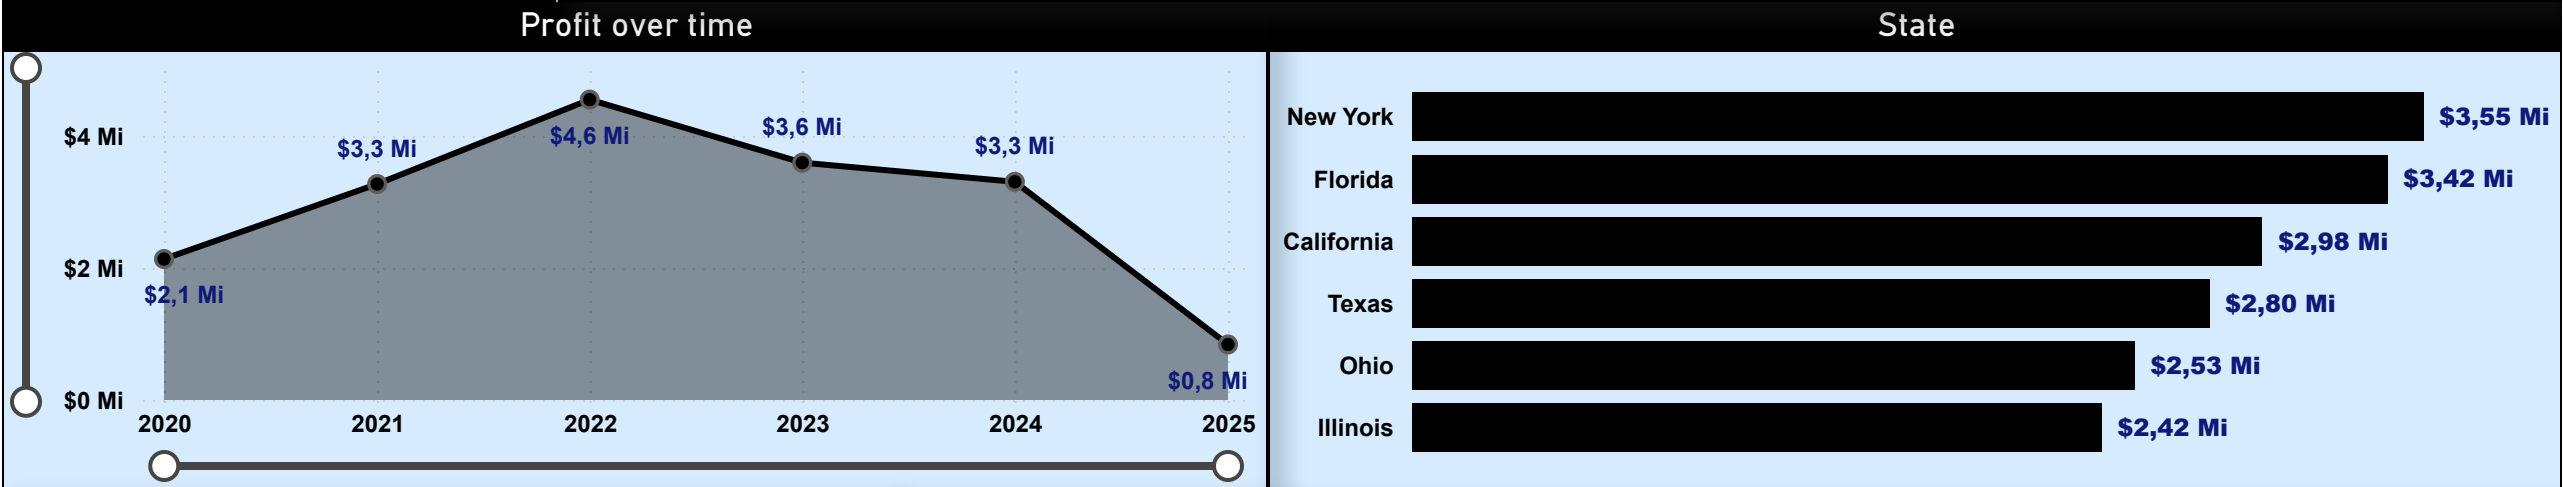 Profit over time
$4 Mi
$2 Mi
$0 Mi
$2,1 Mi
$3,3 Mi
$4,6 Mi
$3,6 Mi
$3,3 Mi
$0,8 Mi
2020 2021 2022 2023 2024 2025
State
New York $3,55 Mi
Florida $3,42 Mi
California $2,98 Mi
Texas $2,80 Mi
Ohio $2,53 Mi
Illinois $2,42 Mi